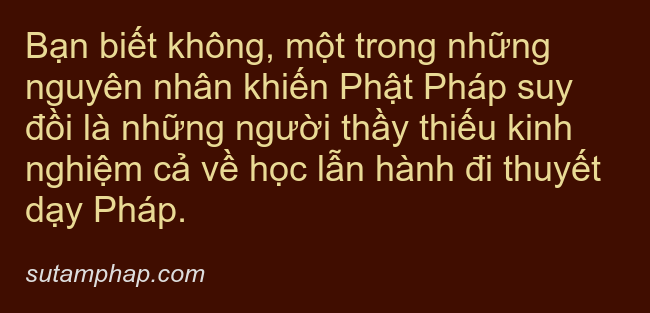 Bạn biết không, một trong những
nguyên nhân khiến Phật Pháp suy
đồi là những người thầy thiếu kinh
nghiệm cả về học lẫn hành đi thuyết
dạy Pháp.
sutamphap.com